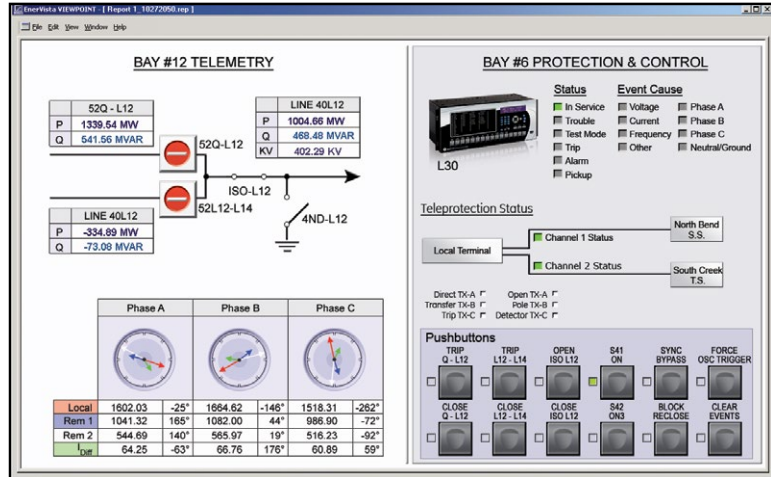 EnerVista VIEWPOINT - [ Report 1_10272050.rep ]
File Edit View Window Help
BAY #12 TELEMETRY
52Q - L12
P 1339.54 MW
Q 541.56 MVAR
LINE 40L12
P 1004.66 MW
Q 468.48 MVAR
KV 402.29 KV
52Q-L12
ISO-L12
52L12-L14
4ND-L12
LINE 40L12
P -334.89 MW
Q -73.08 MVAR
Phase A Phase B Phase C
Local 1602.03 -25° 1664.62 -146° 1518.31 -262°
Rem 1 1041.32 165° 1082.00 44° 986.90 -72°
Rem 2 544.69 140° 565.97 19° 516.23 -92°
IDiff 64.25 -63° 66.76 176° 60.89 59°
BAY #6 PROTECTION & CONTROL
L30
Status
In Service
Trouble
Test Mode
Trip
Alarm
Pickup
Event Cause
Voltage Phase A
Current Phase B
Frequency Phase C
Other Neutral/Ground
Teleprotection Status
Local Terminal
Channel 1 Status
Channel 2 Status
North Bend
S.S.
South Creek
T.S.
Direct TX-A Open TX-A
Transfer TX-B Pole TX-B
Trip TX-C Detector TX-C
Pushbuttons
TRIP Q - L12
TRIP L12 - L14
OPEN ISO L12
S41 ON
SYNC BYPASS
FORCE OSC TRIGGER
CLOSE Q - L12
CLOSE L12 - L14
CLOSE ISO L12
S42 ON3
BLOCK RECLOSE
CLEAR EVENTS